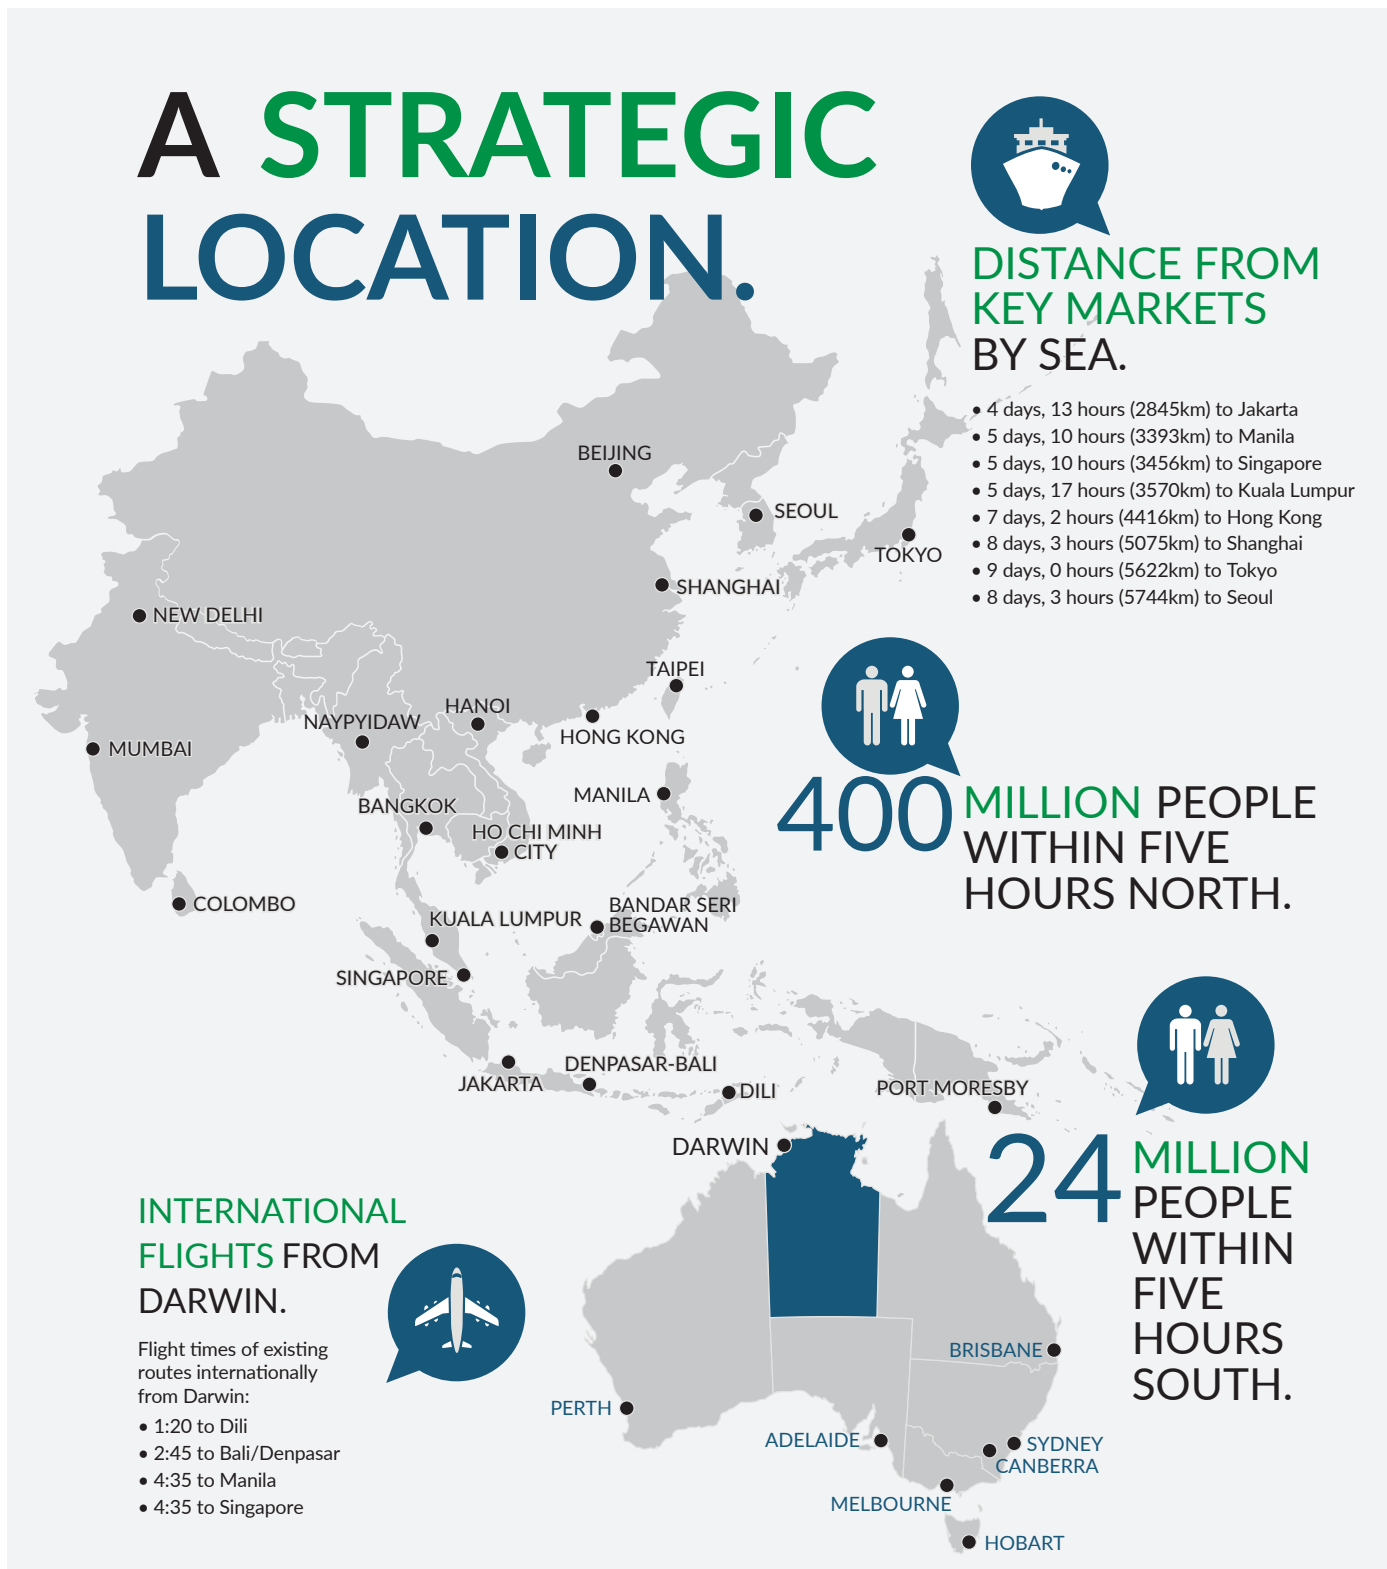 A STRATEGIC
LOCATION.
DISTANCE FROM
KEY MARKETS
BY SEA.
• 4 days, 13 hours (2845km) to Jakarta
• 5 days, 10 hours (3393km) to Manila
• 5 days, 10 hours (3456km) to Singapore
• 5 days, 17 hours (3570km) to Kuala Lumpur
• 7 days, 2 hours (4416km) to Hong Kong
• 8 days, 3 hours (5075km) to Shanghai
• 9 days, 0 hours (5622km) to Tokyo
• 8 days, 3 hours (5744km) to Seoul
BEIJING
SEOUL
TOKYO
SHANGHAI
NEW DELHI
TAIPEI
HANOI
NAYPYIDAW
HONG KONG
MUMBAI
MANILA
BANGKOK
HO CHI MINH
CITY
COLOMBO
KUALA LUMPUR
BANDAR SERI
BEGAWAN
SINGAPORE
400 MILLION PEOPLE
WITHIN FIVE
HOURS NORTH.
JAKARTA
DENPASAR-BALI
DILI
PORT MORESBY
DARWIN
24 MILLION
PEOPLE
WITHIN
FIVE
HOURS
SOUTH.
INTERNATIONAL
FLIGHTS FROM
DARWIN.
Flight times of existing
routes internationally
from Darwin:
• 1:20 to Dili
• 2:45 to Bali/Denpasar
• 4:35 to Manila
• 4:35 to Singapore
BRISBANE
PERTH
ADELAIDE
SYDNEY
CANBERRA
MELBOURNE
HOBART